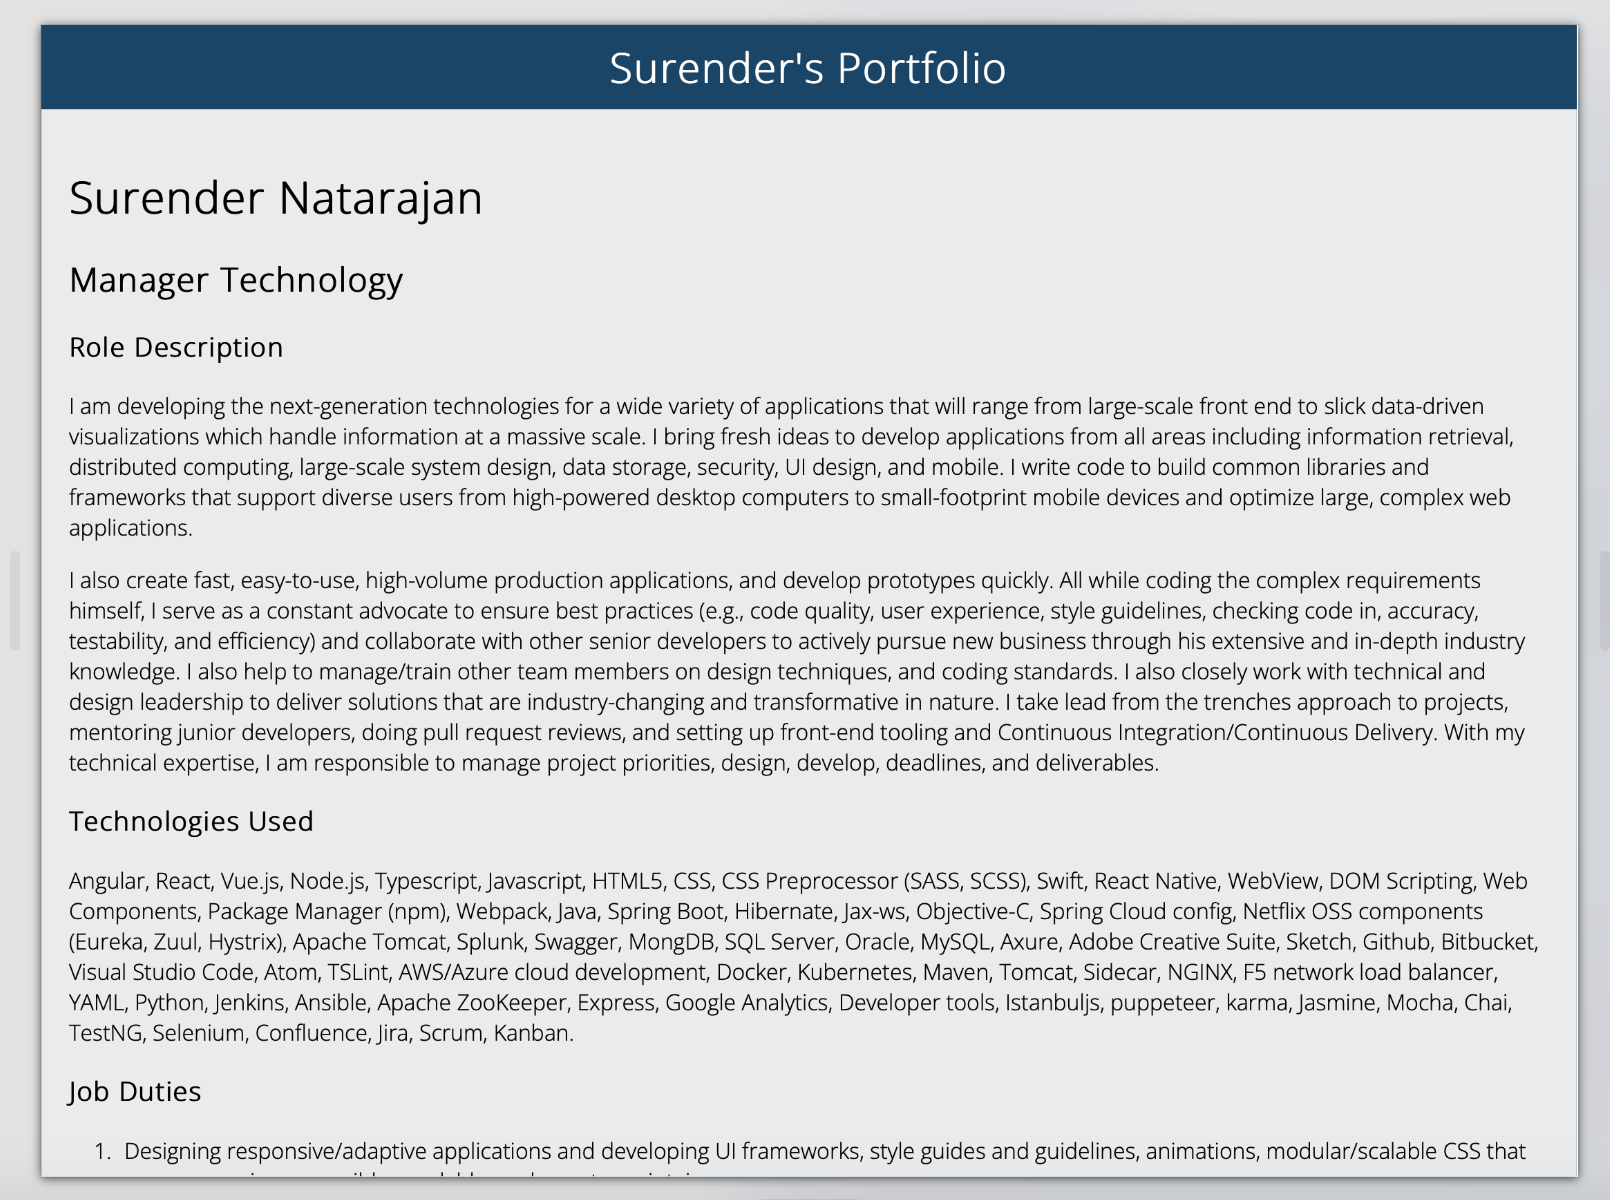 Surender's Portfolio
Surender Natarajan
Manager Technology
Role Description
I am developing the next-generation technologies for a wide variety of applications that will range from large-scale front end to slick data-driven
visualizations which handle information at a massive scale. I bring fresh ideas to develop applications from all areas including information retrieval,
distributed computing, large-scale system design, data storage, security, UI design, and mobile. I write code to build common libraries and
frameworks that support diverse users from high-powered desktop computers to small-footprint mobile devices and optimize large, complex web
applications.
I also create fast, easy-to-use, high-volume production applications, and develop prototypes quickly. All while coding the complex requirements
himself, I serve as a constant advocate to ensure best practices (e.g., code quality, user experience, style guidelines, checking code in, accuracy,
testability, and efficiency) and collaborate with other senior developers to actively pursue new business through his extensive and in-depth industry
knowledge. I also help to manage/train other team members on design techniques, and coding standards. I also closely work with technical and
design leadership to deliver solutions that are industry-changing and transformative in nature. I take lead from the trenches approach to projects,
mentoring junior developers, doing pull request reviews, and setting up front-end tooling and Continuous Integration/Continuous Delivery. With my
technical expertise, I am responsible to manage project priorities, design, develop, deadlines, and deliverables.
Technologies Used
Angular, React, Vue.js, Node.js, Typescript, Javascript, HTML5, CSS, CSS Preprocessor (SASS, SCSS), Swift, React Native, WebView, DOM Scripting, Web
Components, Package Manager (npm), Webpack, Java, Spring Boot, Hibernate, Jax-ws, Objective-C, Spring Cloud config, Netflix OSS components
(Eureka, Zuul, Hystrix), Apache Tomcat, Splunk, Swagger, MongDB, SQL Server, Oracle, MySQL, Axure, Adobe Creative Suite, Sketch, Github, Bitbucket,
Visual Studio Code, Atom, TSLint, AWS/Azure cloud development, Docker, Kubernetes, Maven, Tomcat, Sidecar, NGINX, F5 network load balancer,
YAML, Python, Jenkins, Ansible, Apache ZooKeeper, Express, Google Analytics, Developer tools, Istanbuljs, puppeteer, karma, Jasmine, Mocha, Chai,
TestNG, Selenium, Confluence, Jira, Scrum, Kanban.
Job Duties
1. Designing responsive/adaptive applications and developing UI frameworks, style guides and guidelines, animations, modular/scalable CSS that